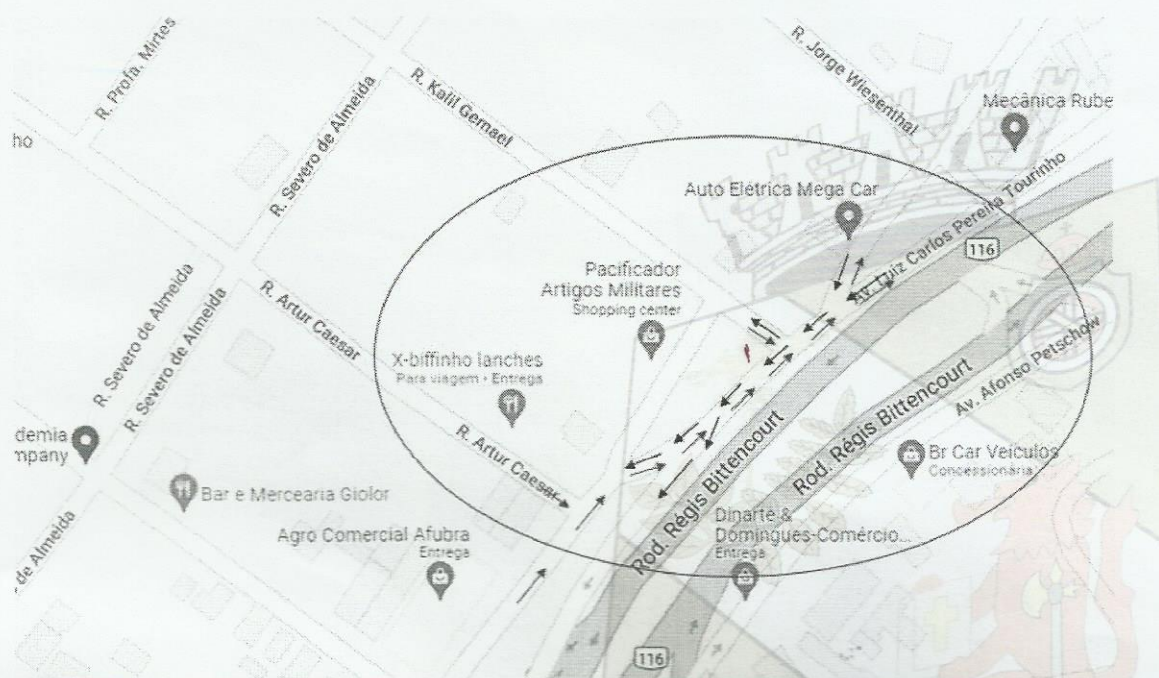 R. Profa. Mirtes
R. Jorge Wiesenthal
R. Kalif Gernael
Mecânica Rube
ho
R. Severo de Almeida
Auto Elétrica Mega Car
Av. Luiz Carlos Pereira Tourinho
116
Pacificador
Artigos Militares
Shopping center
R. Severo de Almeida
R. Severo de Almeida
R. Artur Caesar
X-biffinho lanches
Para viagem • Entrega
Av. Afonso Petschow
Rod. Régis Bittencourt
demia
mpany
R. Artur Caesar
Br Car Veículos
Concessionária
Rod. Régis Bittencourt
Bar e Mercearia Giolor
Dinarte &
Domingues-Comércio...
Entrega
Agro Comercial Afubra
Entrega
de Almeida
116